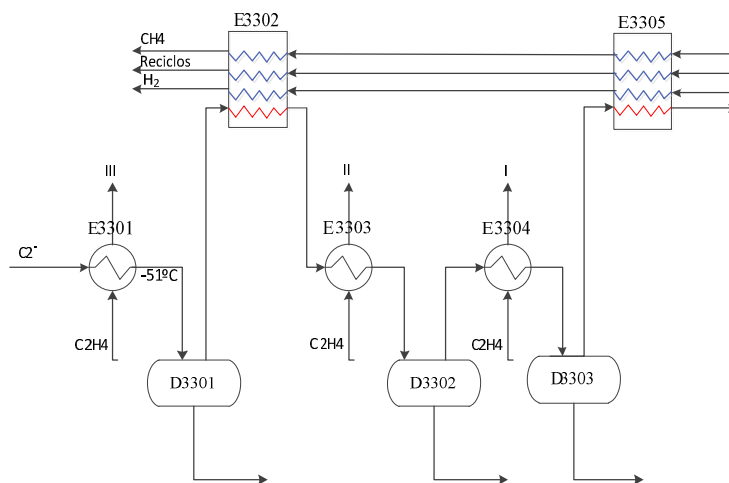 E3302
E3305
CH4
Reciclos
H₂
III
II
I
E3301
E3303
E3304
C2⁻
-51ºC
C2H4
C2H4
C2H4
D3301
D3302
D3303